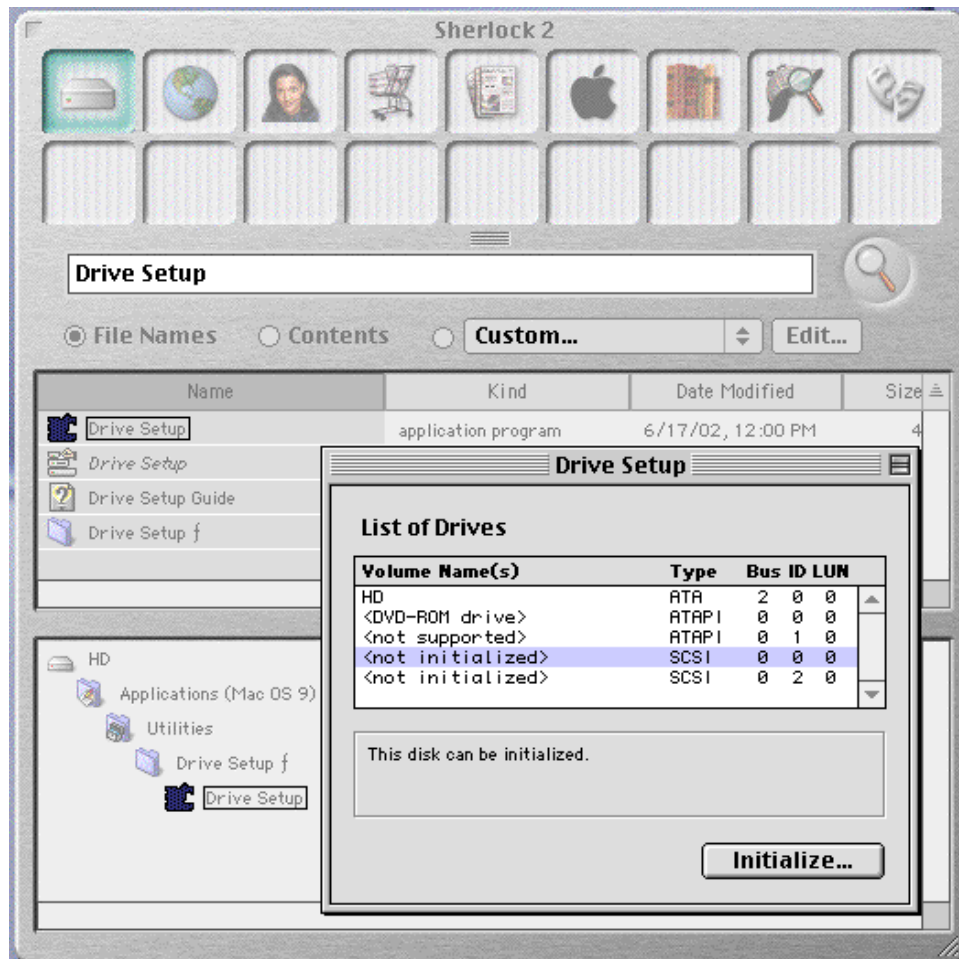 Sherlock 2
Drive Setup
File Names Contents Custom... Edit...
Name Kind Date Modified Size
Drive Setup application program 6/17/02, 12:00 PM 4
Drive Setup
Drive Setup Guide
Drive Setup ƒ
Drive Setup
List of Drives
Volume Name(s) Type Bus ID LUN
HD ATA 2 0 0
<DVD-ROM drive> ATAPI 0 0 0
<not supported> ATAPI 0 1 0
<not initialized> SCSI 0 0 0
<not initialized> SCSI 0 2 0
This disk can be initialized.
Initialize...
HD
Applications (Mac OS 9)
Utilities
Drive Setup ƒ
Drive Setup